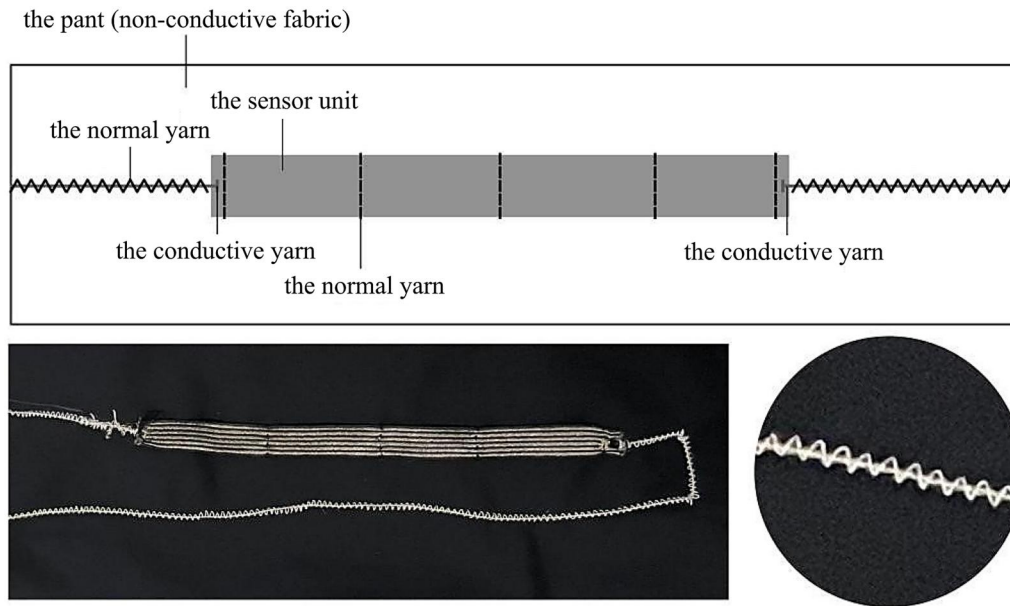 the pant (non-conductive fabric)
the sensor unit
the normal yarn
the conductive yarn
the conductive yarn
the normal yarn